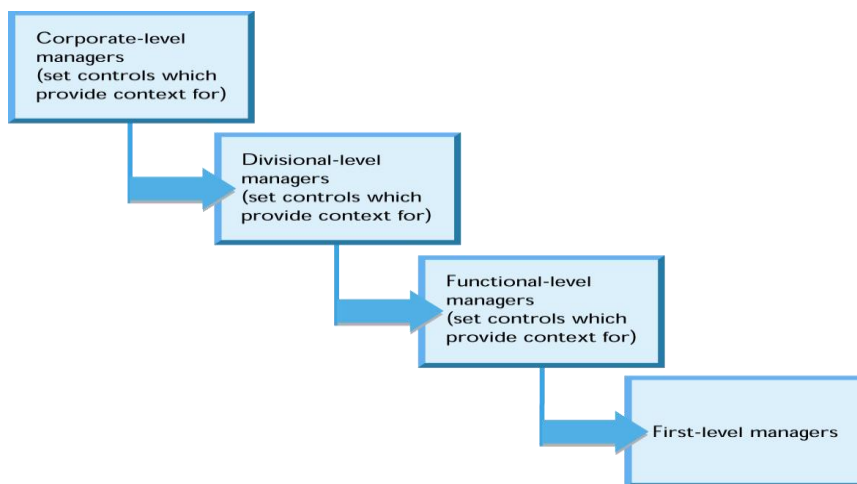 Corporate-level
managers
(set controls which
provide context for)
Divisional-level
managers
(set controls which
provide context for)
Functional-level
managers
(set controls which
provide context for)
First-level managers